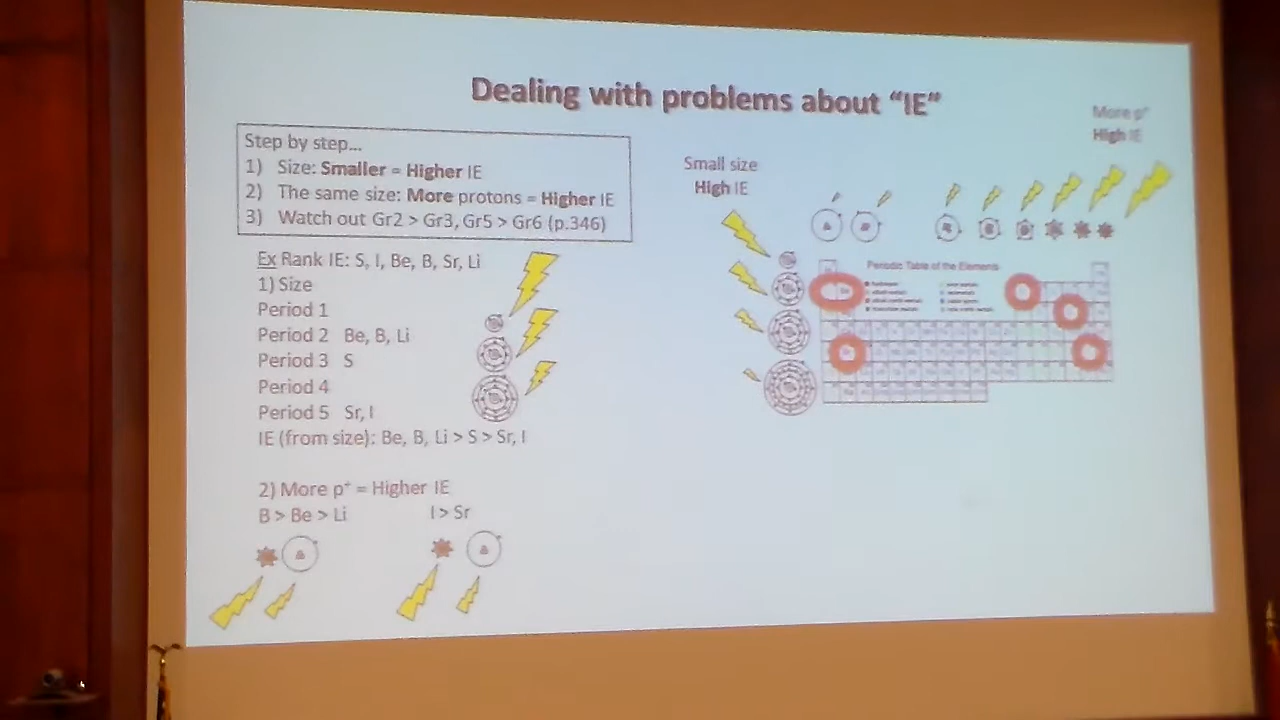 Dealing with problems about “IE”
Step by step...
1) Size: Smaller = Higher IE
2) The same size: More protons = Higher IE
3) Watch out Gr2 > Gr3, Gr5 > Gr6 (p.346)
Ex Rank IE: S, I, Be, B, Sr, Li
1) Size
Period 1
Period 2 Be, B, Li
Period 3 S
Period 4
Period 5 Sr, I
IE (from size): Be, B, Li > S > Sr, I
2) More p⁺ = Higher IE
B > Be > Li I > Sr
Small size
High IE
More p⁺
High IE
Periodic Table of the Elements